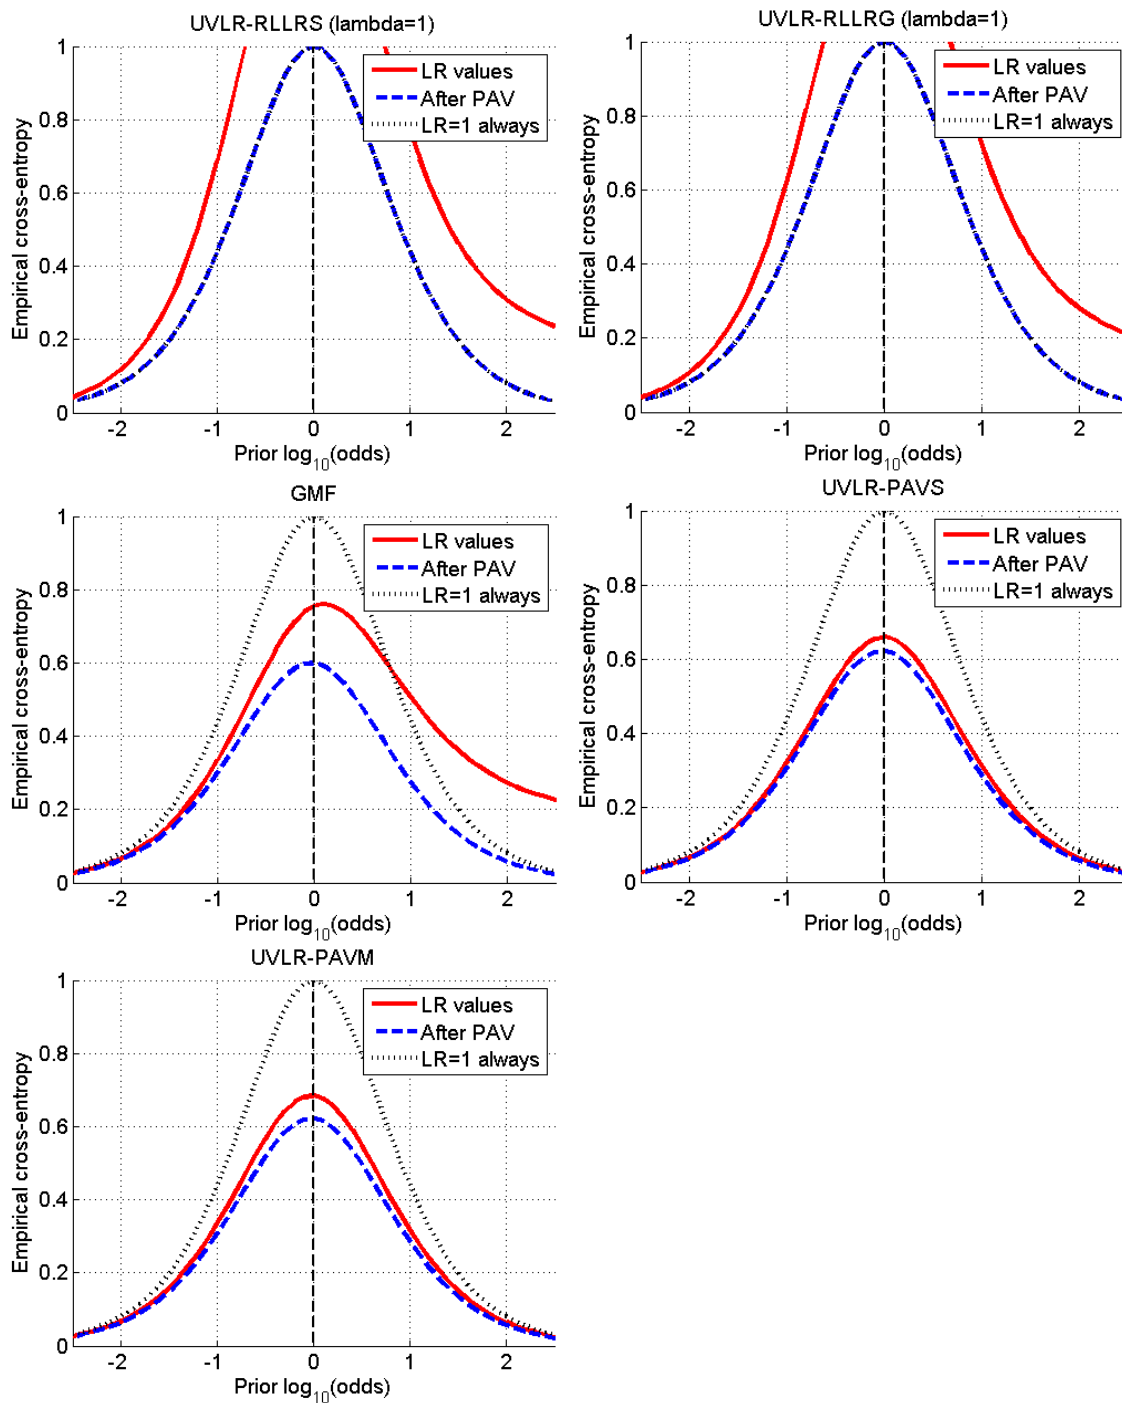 UVLR-RLLRS (lambda=1)
Empirical cross-entropy
1
0.8
0.6
0.4
0.2
0
LR values
After PAV
LR=1 always
-2 -1 0 1 2
Prior log10(odds)
UVLR-RLLRG (lambda=1)
Empirical cross-entropy
1
0.8
0.6
0.4
0.2
0
LR values
After PAV
LR=1 always
-2 -1 0 1 2
Prior log10(odds)
GMF
Empirical cross-entropy
1
0.8
0.6
0.4
0.2
0
LR values
After PAV
LR=1 always
-2 -1 0 1 2
Prior log10(odds)
UVLR-PAVS
Empirical cross-entropy
1
0.8
0.6
0.4
0.2
0
LR values
After PAV
LR=1 always
-2 -1 0 1 2
Prior log10(odds)
UVLR-PAVM
Empirical cross-entropy
1
0.8
0.6
0.4
0.2
0
LR values
After PAV
LR=1 always
-2 -1 0 1 2
Prior log10(odds)